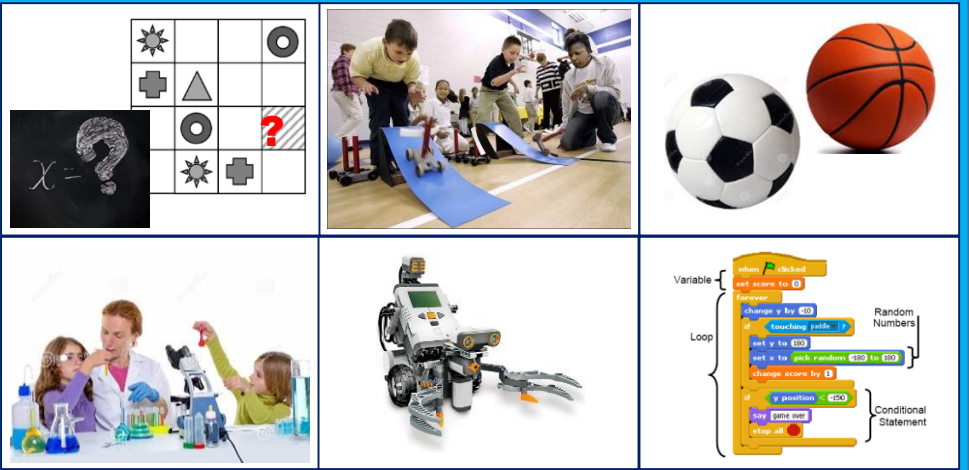 x = ?
?
when clicked
Variable
set score to 0
forever
change y by -10
Random
Numbers
if touching paddle ?
Loop
set y to 180
set x to pick random -180 to 180
change score by 1
if y position < -150
Conditional
Statement
say game over
stop all